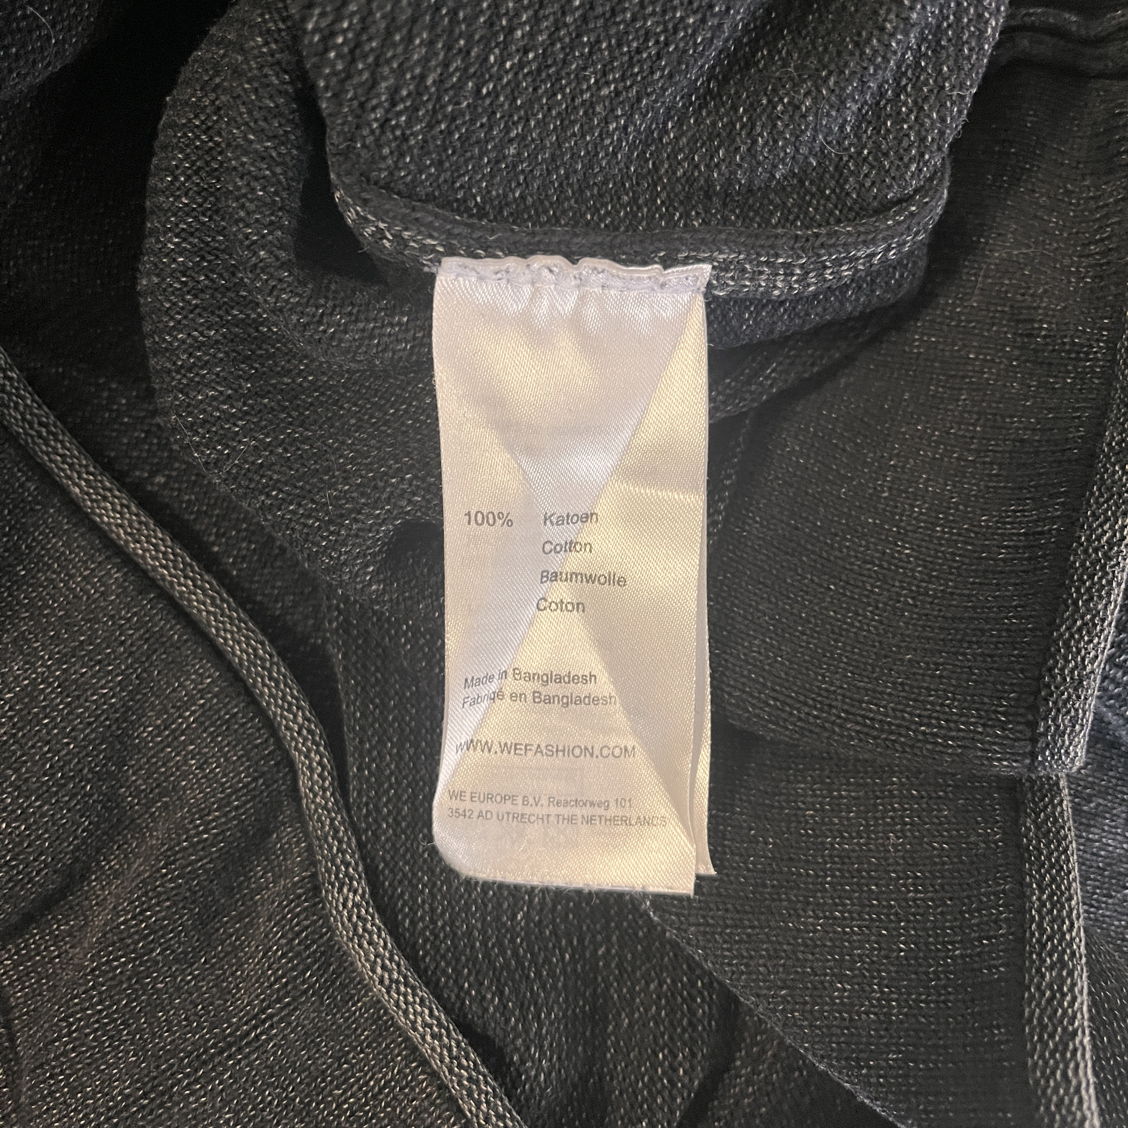 100% Katoen
Cotton
Baumwolle
Coton
Made in Bangladesh
Fabriqé en Bangladesh
WWW.WEFASHION.COM
WE EUROPE B.V. Reactorweg 101
3542 AD UTRECHT THE NETHERLANDS